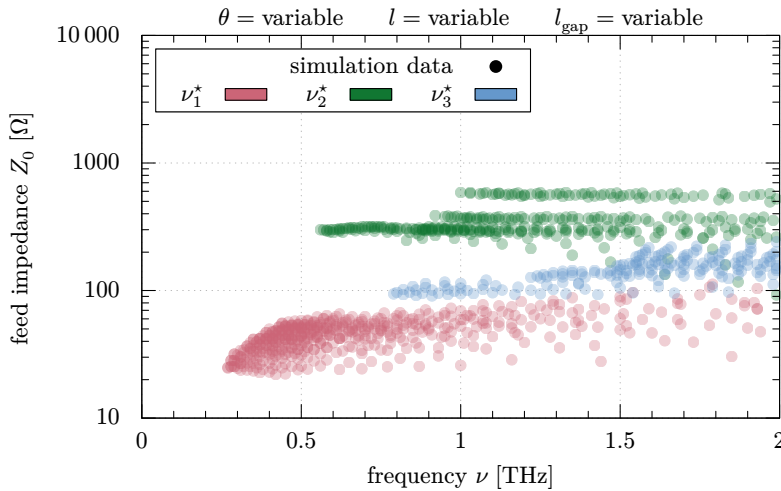 θ = variable l = variable l_gap = variable
10 000
1000
100
10
feed impedance Z₀ [Ω]
simulation data
ν₁⋆ ν₂⋆ ν₃⋆
0 0.5 1 1.5 2
frequency ν [THz]